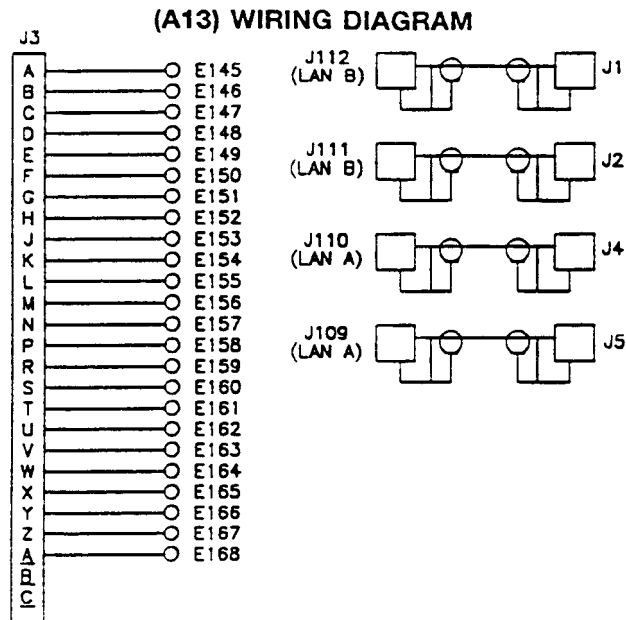 (A13) WIRING DIAGRAM
J3
A E145
B E146
C E147
D E148
E E149
F E150
G E151
H E152
J E153
K E154
L E155
M E156
N E157
P E158
R E159
S E160
T E161
U E162
V E163
W E164
X E165
Y E166
Z E167
A E168
B
C
J112
(LAN B)
J1
J111
(LAN B)
J2
J110
(LAN A)
J4
J109
(LAN A)
J5